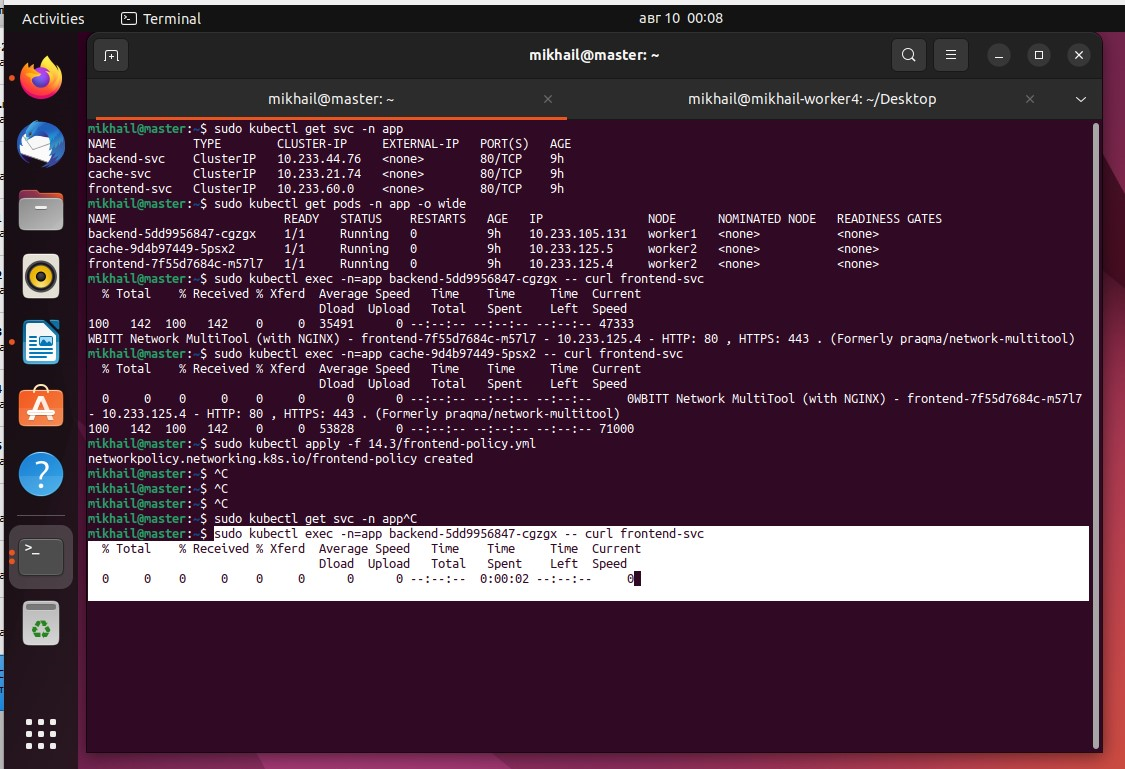 Activities
Terminal
авг 10 00:08
mikhail@master: ~
mikhail@master: ~
mikhail@mikhail-worker4: ~/Desktop
mikhail@master:~$ sudo kubectl get svc -n app
NAME TYPE CLUSTER-IP EXTERNAL-IP PORT(S) AGE
backend-svc ClusterIP 10.233.44.76 <none> 80/TCP 9h
cache-svc ClusterIP 10.233.21.74 <none> 80/TCP 9h
frontend-svc ClusterIP 10.233.60.0 <none> 80/TCP 9h
mikhail@master:~$ sudo kubectl get pods -n app -o wide
NAME READY STATUS RESTARTS AGE IP NODE NOMINATED NODE READINESS GATES
backend-5dd9956847-cgzgx 1/1 Running 0 9h 10.233.105.131 worker1 <none> <none>
cache-9d4b97449-5psx2 1/1 Running 0 9h 10.233.125.5 worker2 <none> <none>
frontend-7f55d7684c-m57l7 1/1 Running 0 9h 10.233.125.4 worker2 <none> <none>
mikhail@master:~$ sudo kubectl exec -n=app backend-5dd9956847-cgzgx -- curl frontend-svc
% Total % Received % Xferd Average Speed Time Time Time Current
Dload Upload Total Spent Left Speed
100 142 100 142 0 0 35491 0 --:--:-- --:--:-- --:--:-- 47333
WBITT Network MultiTool (with NGINX) - frontend-7f55d7684c-m57l7 - 10.233.125.4 - HTTP: 80 , HTTPS: 443 . (Formerly praqma/network-multitool)
mikhail@master:~$ sudo kubectl exec -n=app cache-9d4b97449-5psx2 -- curl frontend-svc
% Total % Received % Xferd Average Speed Time Time Time Current
Dload Upload Total Spent Left Speed
0 0 0 0 0 0 0 0 --:--:-- --:--:-- --:--:-- 0WBITT Network MultiTool (with NGINX) - frontend-7f55d7684c-m57l7
- 10.233.125.4 - HTTP: 80 , HTTPS: 443 . (Formerly praqma/network-multitool)
100 142 100 142 0 0 53828 0 --:--:-- --:--:-- --:--:-- 71000
mikhail@master:~$ sudo kubectl apply -f 14.3/frontend-policy.yml
networkpolicy.networking.k8s.io/frontend-policy created
mikhail@master:~$ ^C
mikhail@master:~$ ^C
mikhail@master:~$ ^C
mikhail@master:~$ sudo kubectl get svc -n app^C
mikhail@master:~$ sudo kubectl exec -n=app backend-5dd9956847-cgzgx -- curl frontend-svc
% Total % Received % Xferd Average Speed Time Time Time Current
Dload Upload Total Spent Left Speed
0 0 0 0 0 0 0 0 --:--:-- 0:00:02 --:--:-- 0